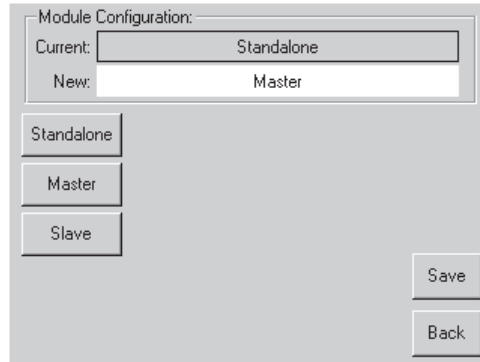 Module Configuration:
Current: Standalone
New: Master
Standalone
Master
Slave
Save
Back